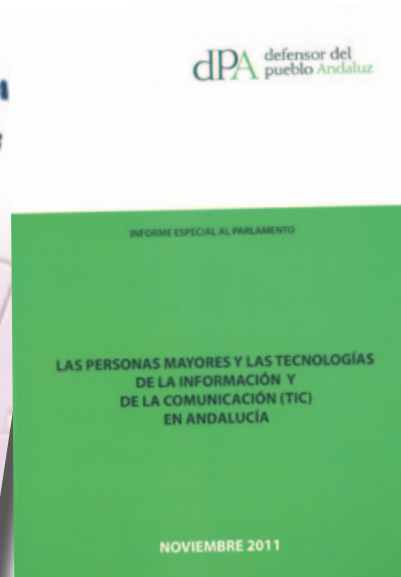 dPA defensor del
pueblo Andaluz
INFORME ESPECIAL AL PARLAMENTO
LAS PERSONAS MAYORES Y LAS TECNOLOGÍAS
DE LA INFORMACIÓN Y
DE LA COMUNICACIÓN (TIC)
EN ANDALUCÍA
NOVIEMBRE 2011